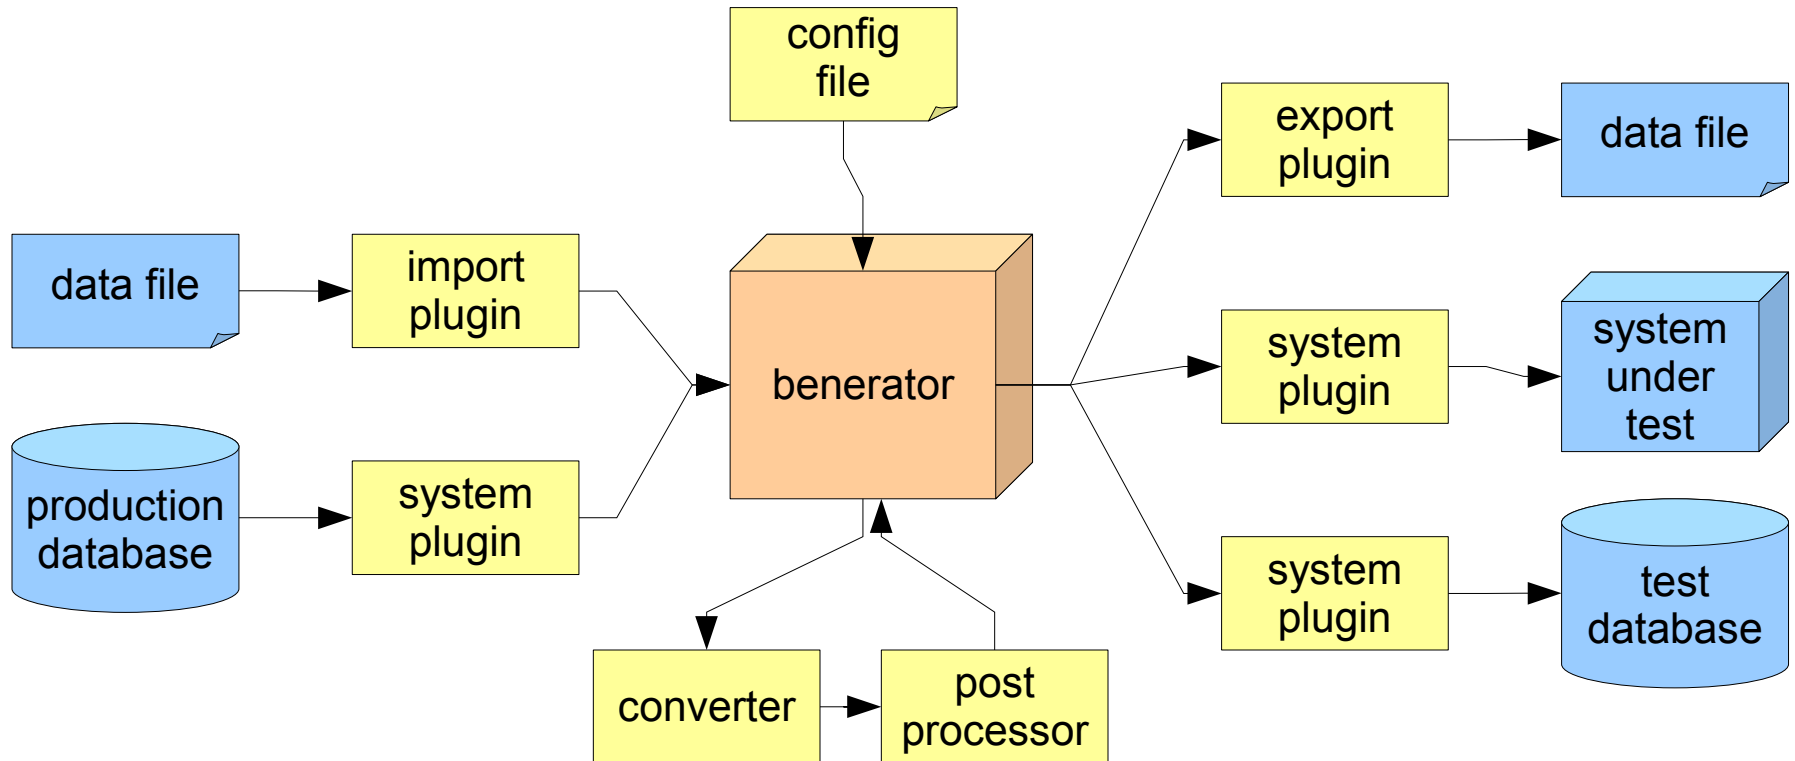 config
file
export
plugin
data file
data file
import
plugin
benerator
system
plugin
system
under
test
production
database
system
plugin
system
plugin
test
database
converter
post
processor